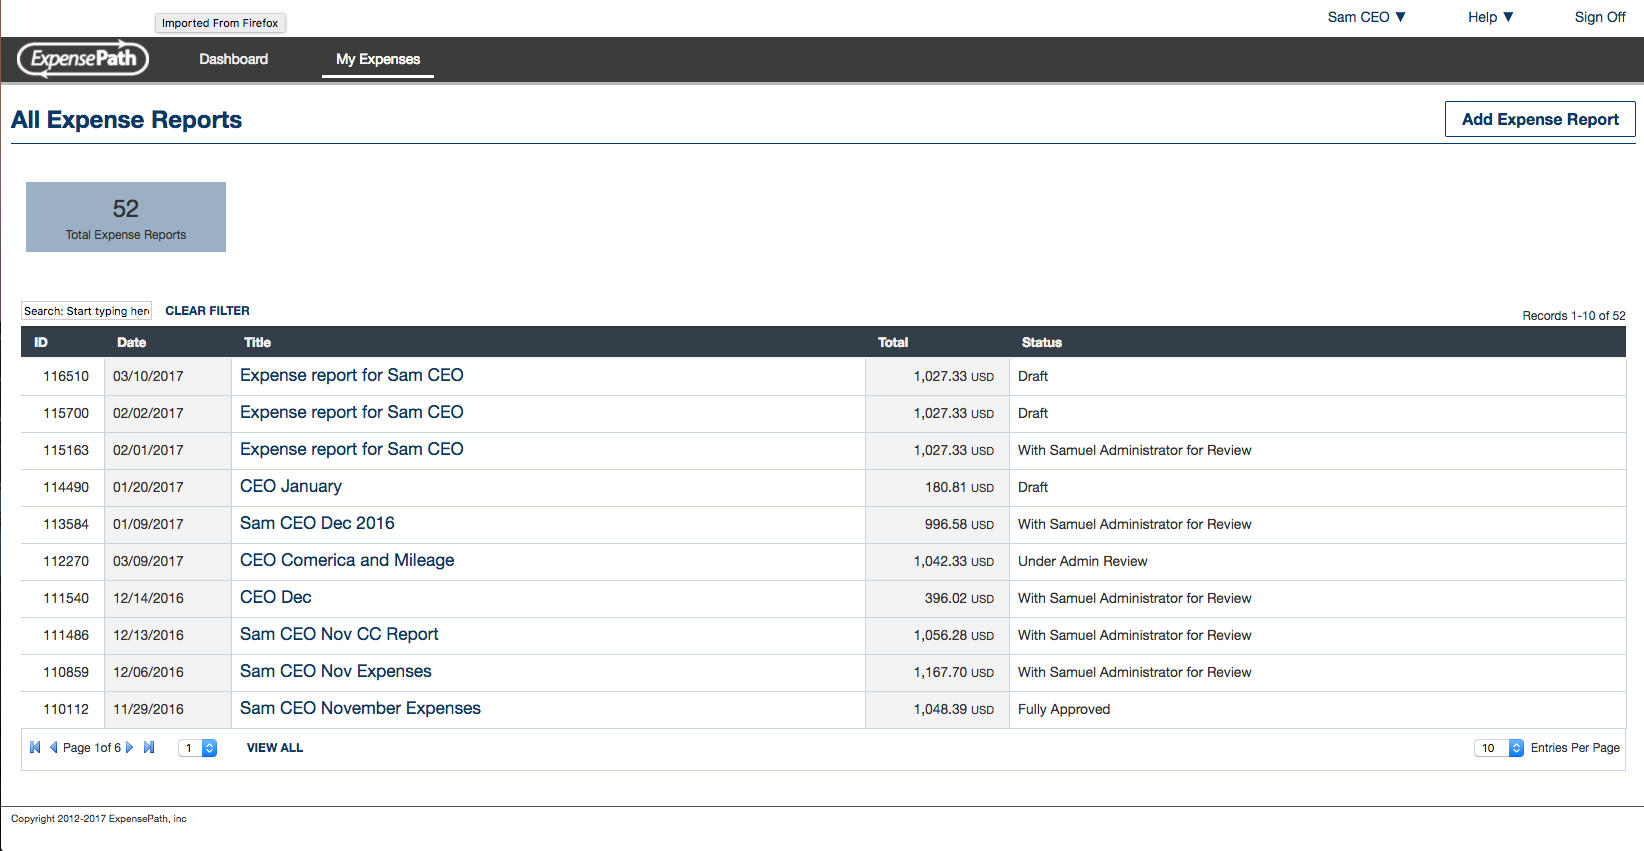 Imported From Firefox
Sam CEO ▼ Help ▼ Sign Off
ExpensePath Dashboard My Expenses
All Expense Reports Add Expense Report
52
Total Expense Reports
Search: Start typing here CLEAR FILTER Records 1-10 of 52
ID Date Title Total Status
116510 03/10/2017 Expense report for Sam CEO 1,027.33 USD Draft
115700 02/02/2017 Expense report for Sam CEO 1,027.33 USD Draft
115163 02/01/2017 Expense report for Sam CEO 1,027.33 USD With Samuel Administrator for Review
114490 01/20/2017 CEO January 180.81 USD Draft
113584 01/09/2017 Sam CEO Dec 2016 996.58 USD With Samuel Administrator for Review
112270 03/09/2017 CEO Comerica and Mileage 1,042.33 USD Under Admin Review
111540 12/14/2016 CEO Dec 396.02 USD With Samuel Administrator for Review
111486 12/13/2016 Sam CEO Nov CC Report 1,056.28 USD With Samuel Administrator for Review
110859 12/06/2016 Sam CEO Nov Expenses 1,167.70 USD With Samuel Administrator for Review
110112 11/29/2016 Sam CEO November Expenses 1,048.39 USD Fully Approved
Page 1of 6 1 VIEW ALL 10 Entries Per Page
Copyright 2012-2017 ExpensePath, inc